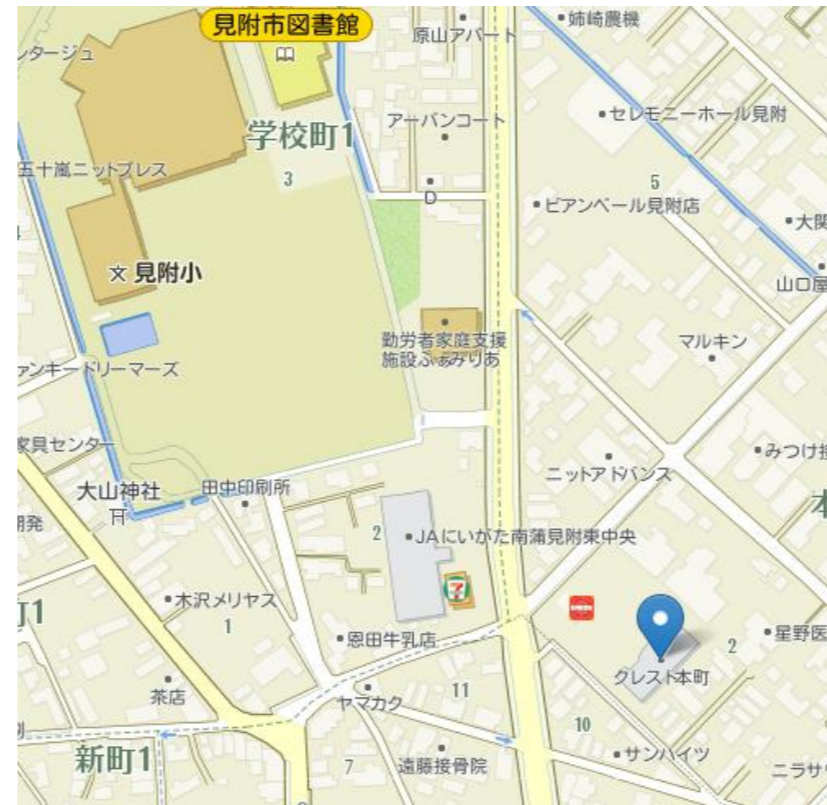 見附市図書館
原山アパート
姉崎農機
ンタージュ
学校町1
アーバンコート
セレモニーホール見附
五十嵐ニットプレス
3
D
5
ビアンベール見附店
大関
文 見附小
山口屋
勤労者家庭支援
施設ふぁみりあ
マルキン
ァンキードリーマーズ
家具センター
ニットアドバンス
みつけ接
大山神社
田中印刷所
開発
本
2
JAにいがた南蒲見附東中央
7
町1
木沢メリヤス
1
恩田牛乳店
2
星野医
クレスト本町
茶店
ヤマカク
11
10
新町1
サンハイツ
7
遠藤接骨院
ニラサ